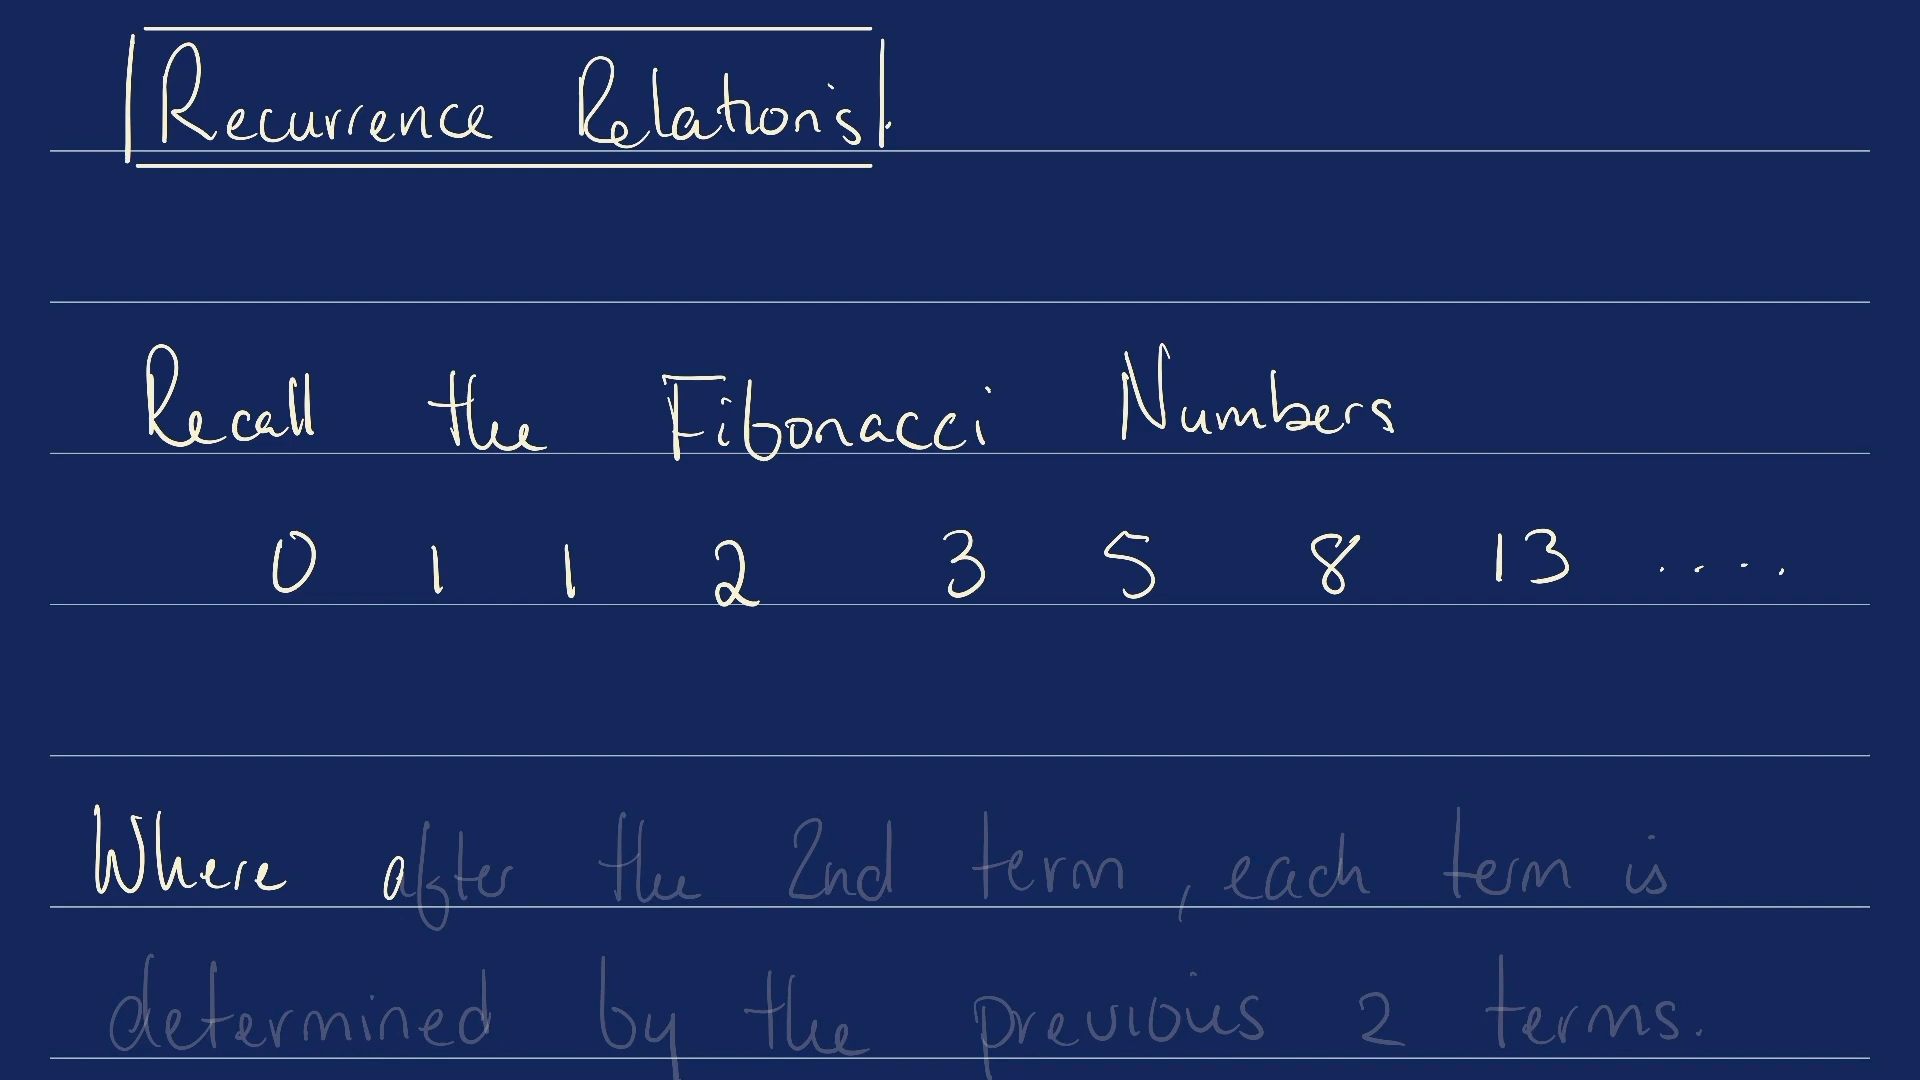 Recurrence Relations.
Recall the Fibonacci Numbers
0 1 1 2 3 5 8 13 ....
Where after the 2nd term, each term is
determined by the previous 2 terms.